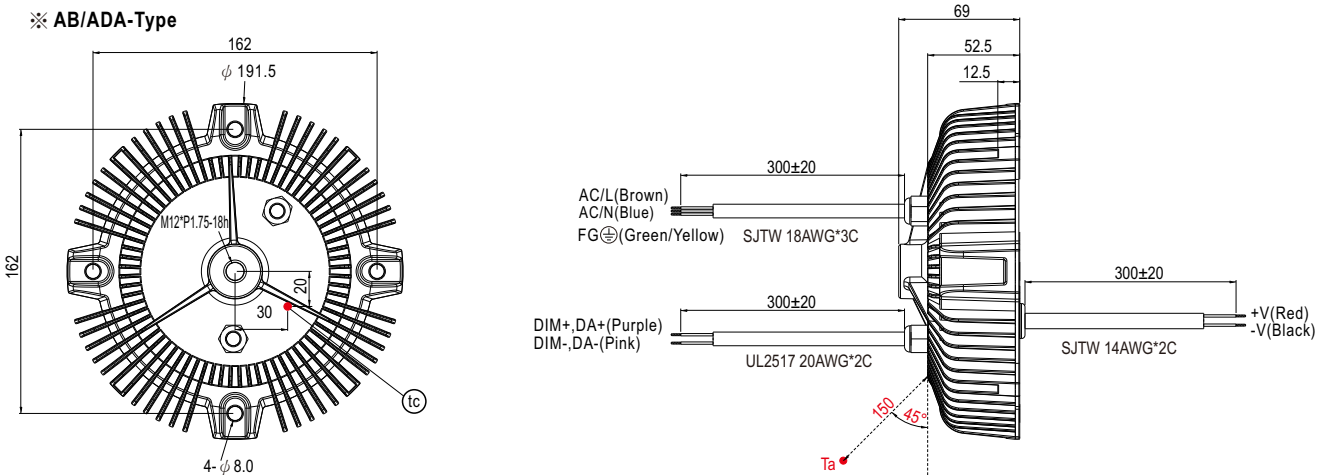 ※ AB/ADA-Type
162
ϕ 191.5
162
M12*P1.75-18h
20
30
tc
4-ϕ 8.0
69
52.5
12.5
300±20
AC/L(Brown)
AC/N(Blue)
FG⏚(Green/Yellow)
SJTW 18AWG*3C
300±20
DIM+,DA+(Purple)
DIM-,DA-(Pink)
UL2517 20AWG*2C
300±20
+V(Red)
-V(Black)
SJTW 14AWG*2C
150
45°
Ta